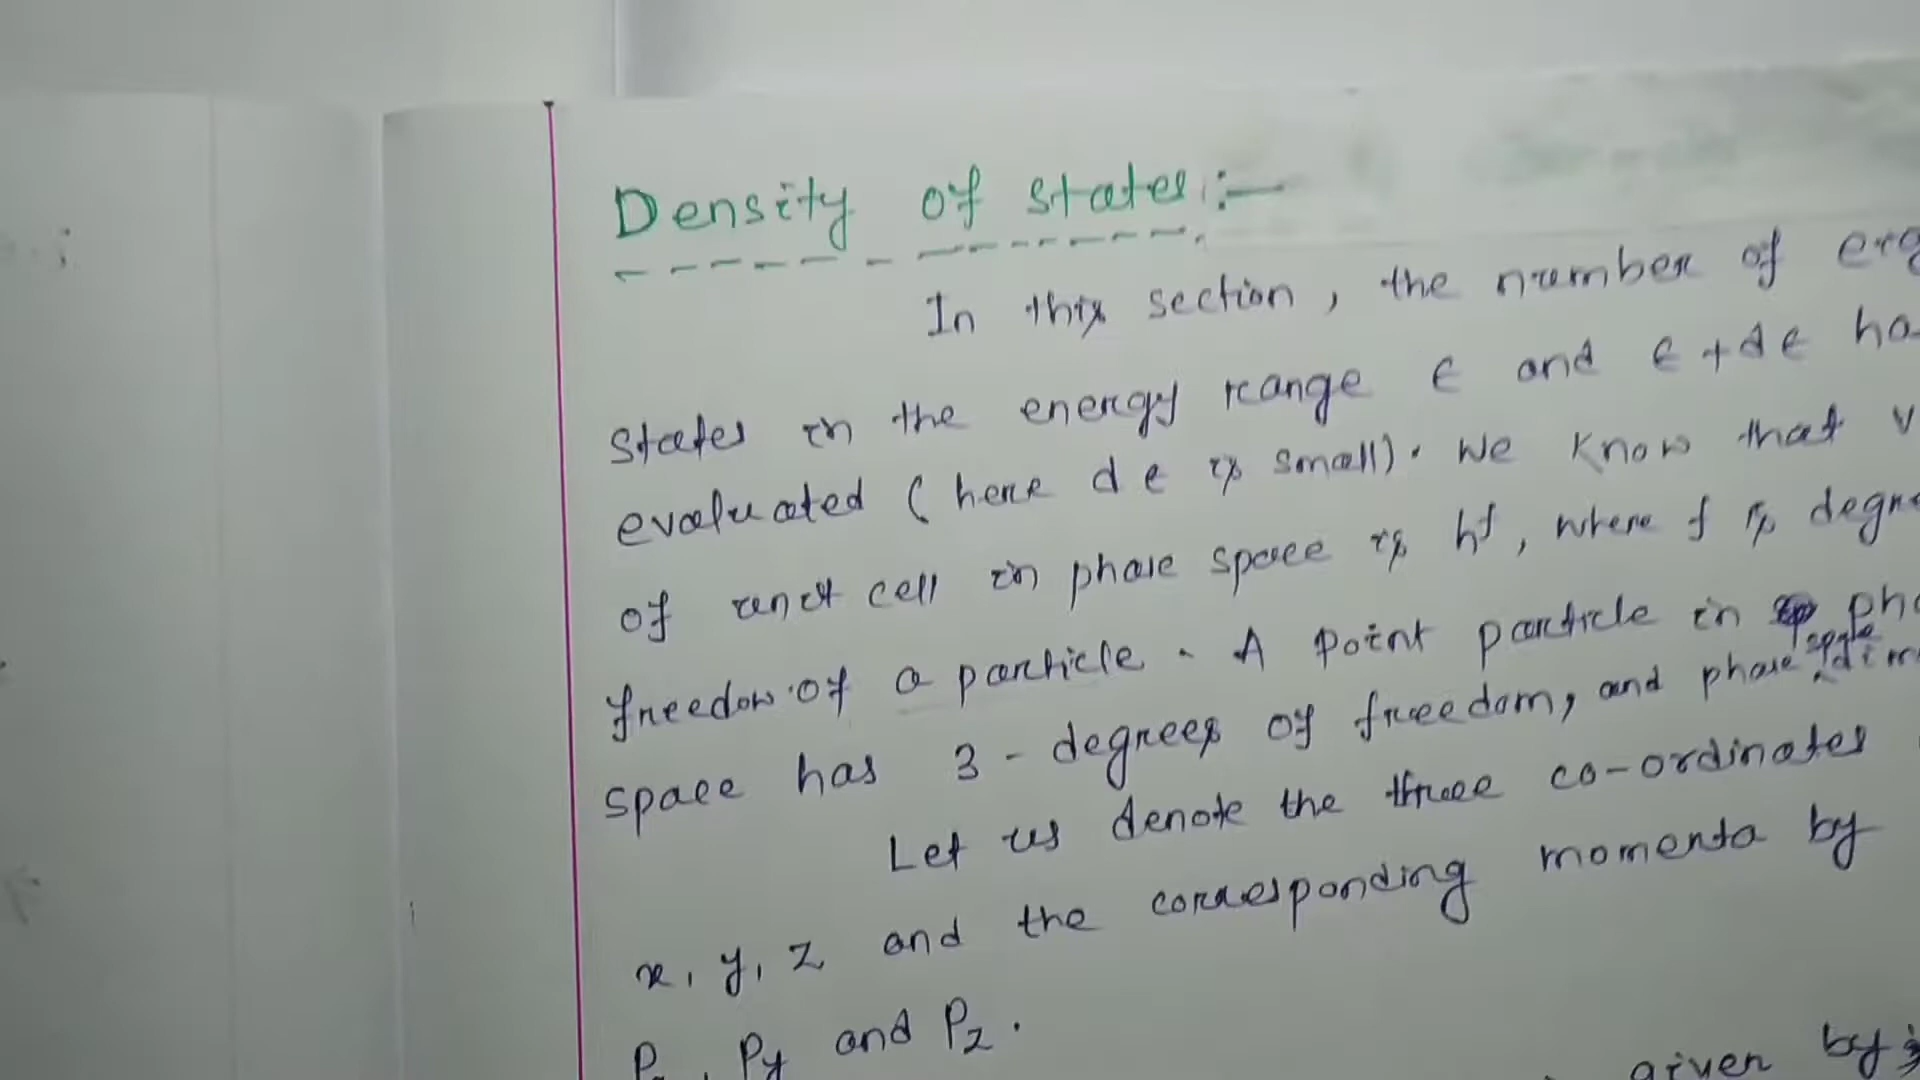 Density of states :-
In this section, the number of
states in the energy range ϵ and ϵ+dϵ
evaluated (here dϵ is small). We know that
of unit cell in phase space is h^f, where f is
freedom of a particle. A point particle in
space has 3-degrees of freedom, and phase space
Let us denote the three co-ordinates
x, y, z and the corresponding momenta by
Py and Pz.
given by